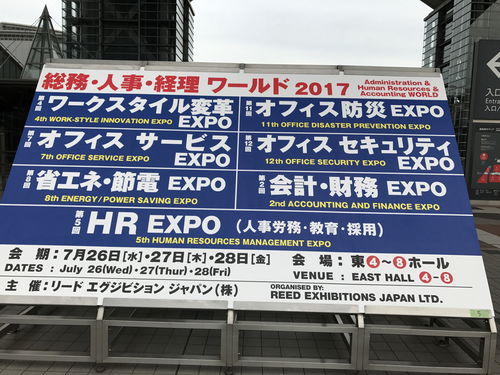 総務・人事・経理 ワールド 2017
Administration &
Human Resources &
Accounting WORLD
第4回 ワークスタイル変革 EXPO
4th WORK-STYLE INNOVATION EXPO
第11回 オフィス防災 EXPO
11th OFFICE DISASTER PREVENTION EXPO
第7回 オフィス サービス EXPO
7th OFFICE SERVICE EXPO
第12回 オフィス セキュリティ EXPO
12th OFFICE SECURITY EXPO
第8回 省エネ・節電 EXPO
8th ENERGY/POWER SAVING EXPO
第2回 会計・財務 EXPO
2nd ACCOUNTING AND FINANCE EXPO
第5回 HR EXPO (人事労務・教育・採用)
5th HUMAN RESOURCES MANAGEMENT EXPO
会 期:7月26日[水]・27日[木]・28日[金]
DATES : July 26(Wed)・27(Thur)・28(Fri)
会 場:東4〜8ホール
VENUE : EAST HALL 4-8
主 催:リード エグジビション ジャパン(株)
ORGANISED BY:
REED EXHIBITIONS JAPAN LTD.
5
入口